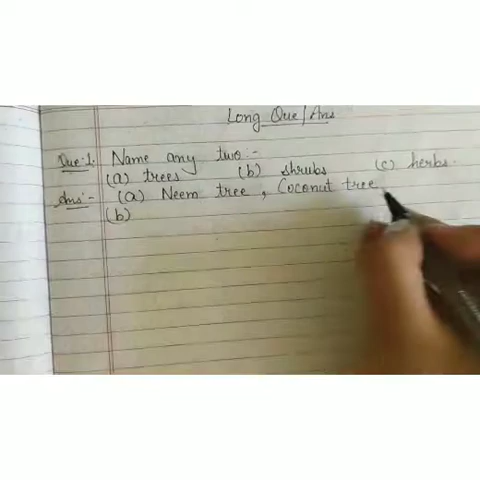 Long Que/Ans
Que:1. Name any two:-
(a) trees (b) shrubs (c) herbs.
Ans:- (a) Neem tree, Coconut tree
(b)